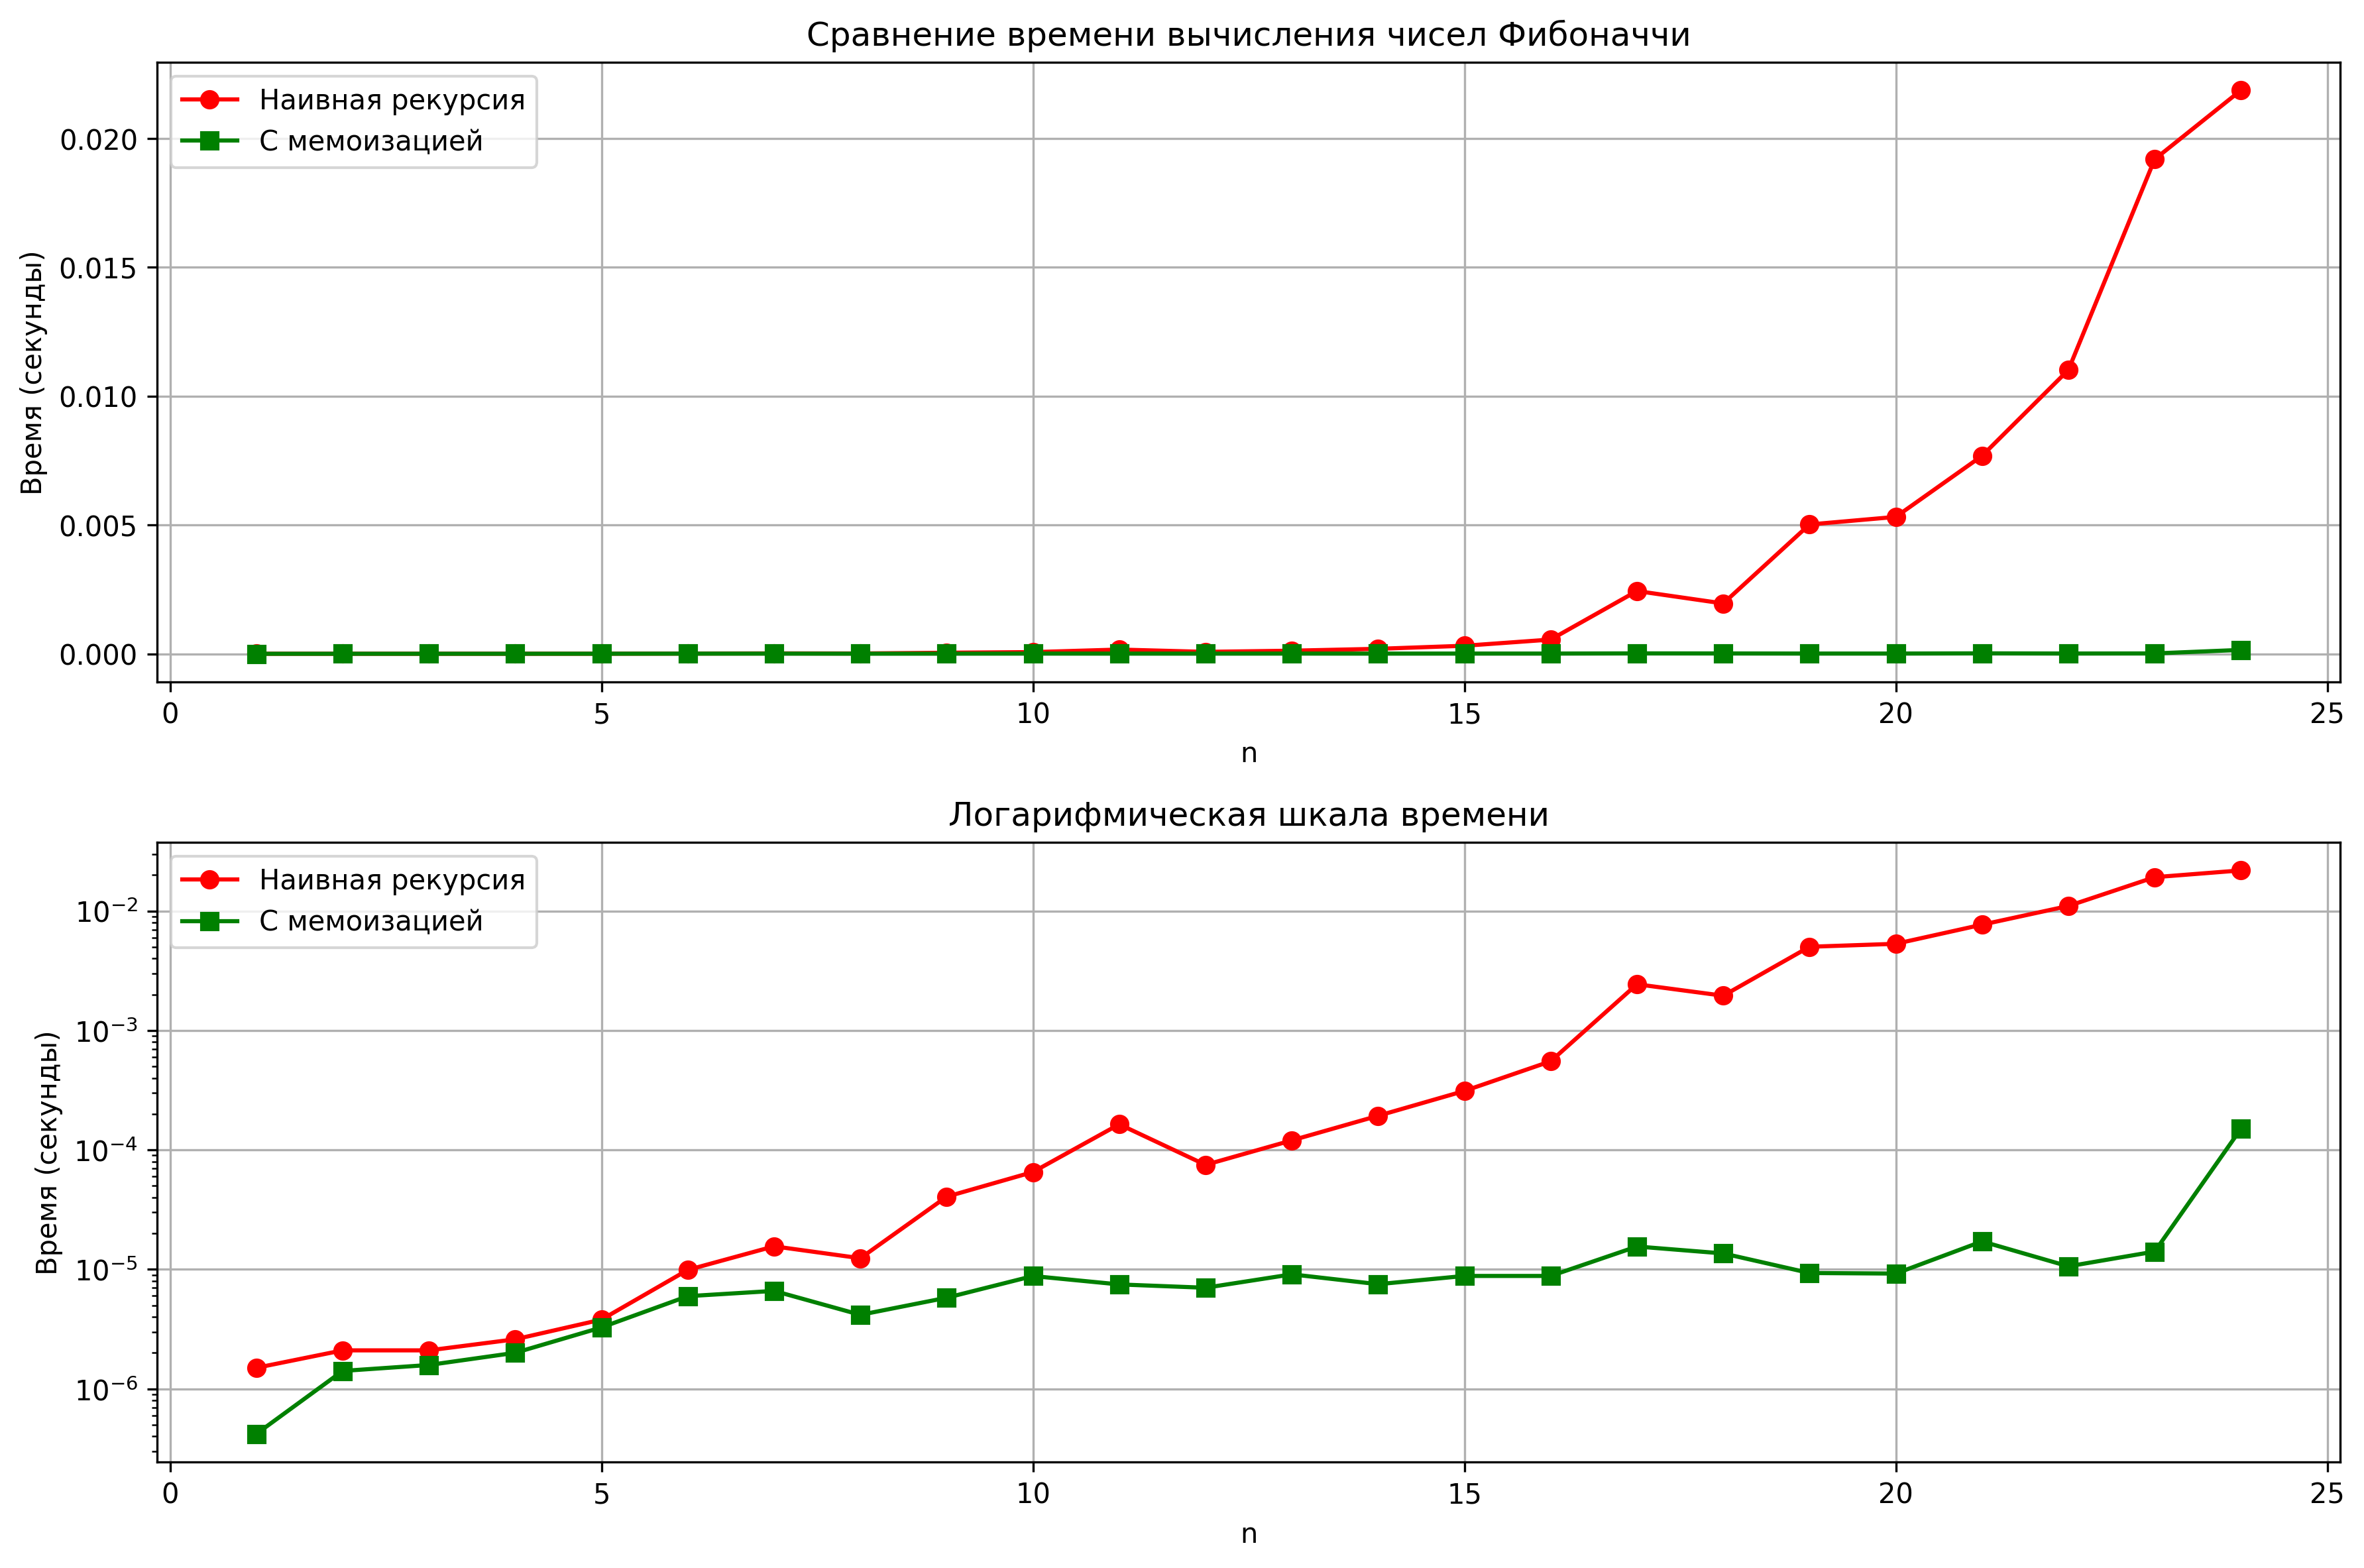 Сравнение времени вычисления чисел Фибоначчи
Наивная рекурсия
С мемоизацией
Время (секунды)
0.020
0.015
0.010
0.005
0.000
0 5 10 15 20 25
n
Логарифмическая шкала времени
Наивная рекурсия
С мемоизацией
Время (секунды)
10⁻²
10⁻³
10⁻⁴
10⁻⁵
10⁻⁶
0 5 10 15 20 25
n